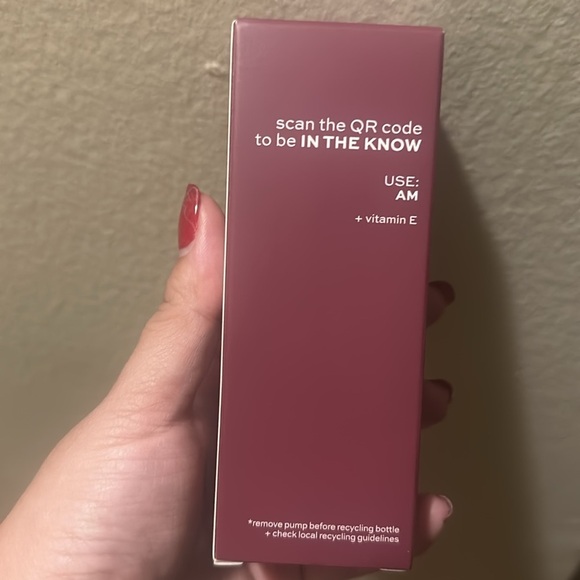 scan the QR code
to be IN THE KNOW
USE:
AM
+ vitamin E
*remove pump before recycling bottle
+ check local recycling guidelines